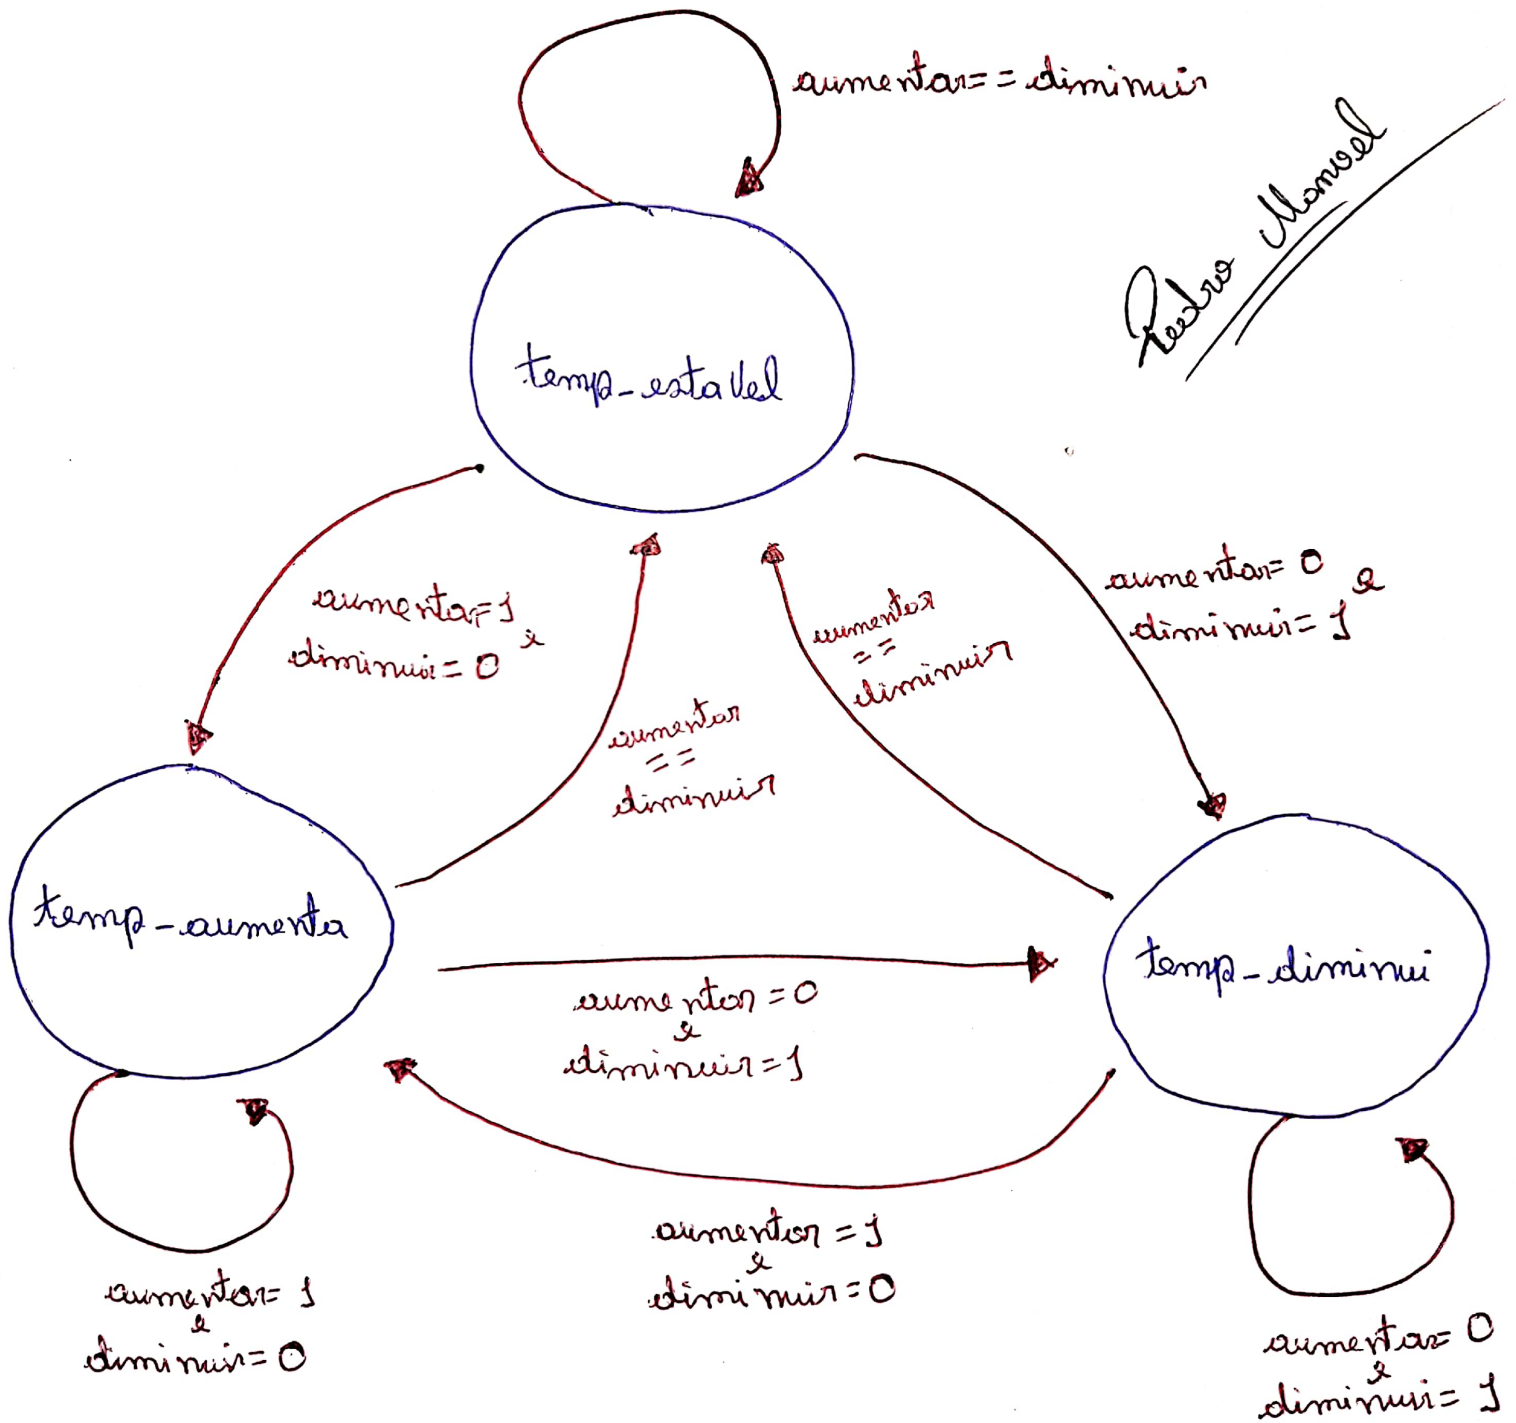 aumentar == diminuir
Pedro Manoel
temp_estavel
aumentar=1
e
diminuir=0
aumentar
==
diminuir
aumentar
==
diminuir
aumentar=0
e
diminuir=1
temp_aumenta
temp_diminui
aumentar=0
e
diminuir=1
aumentar=1
e
diminuir=0
aumentar=1
e
diminuir=0
aumentar=0
e
diminuir=1